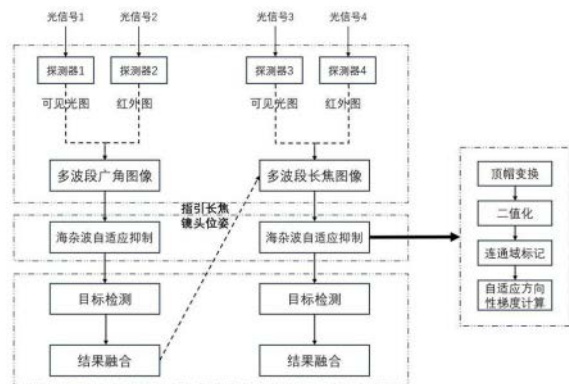 光信号1
光信号2
光信号3
光信号4
探测器1
探测器2
探测器3
探测器4
可见光图
红外图
可见光图
红外图
多波段广角图像
多波段长焦图像
指引长焦
镜头位姿
海杂波自适应抑制
海杂波自适应抑制
目标检测
目标检测
结果融合
结果融合
顶帽变换
二值化
连通域标记
自适应方向
性梯度计算